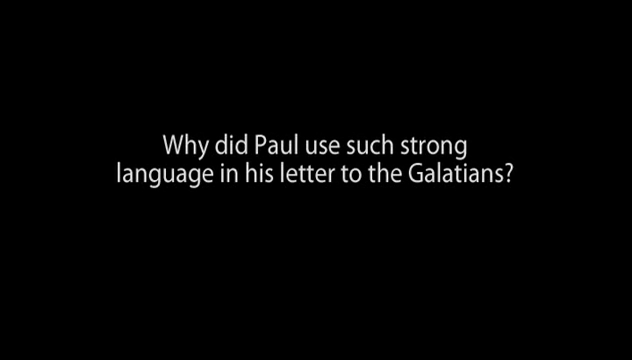 Why did Paul use such strong
language in his letter to the Galatians?